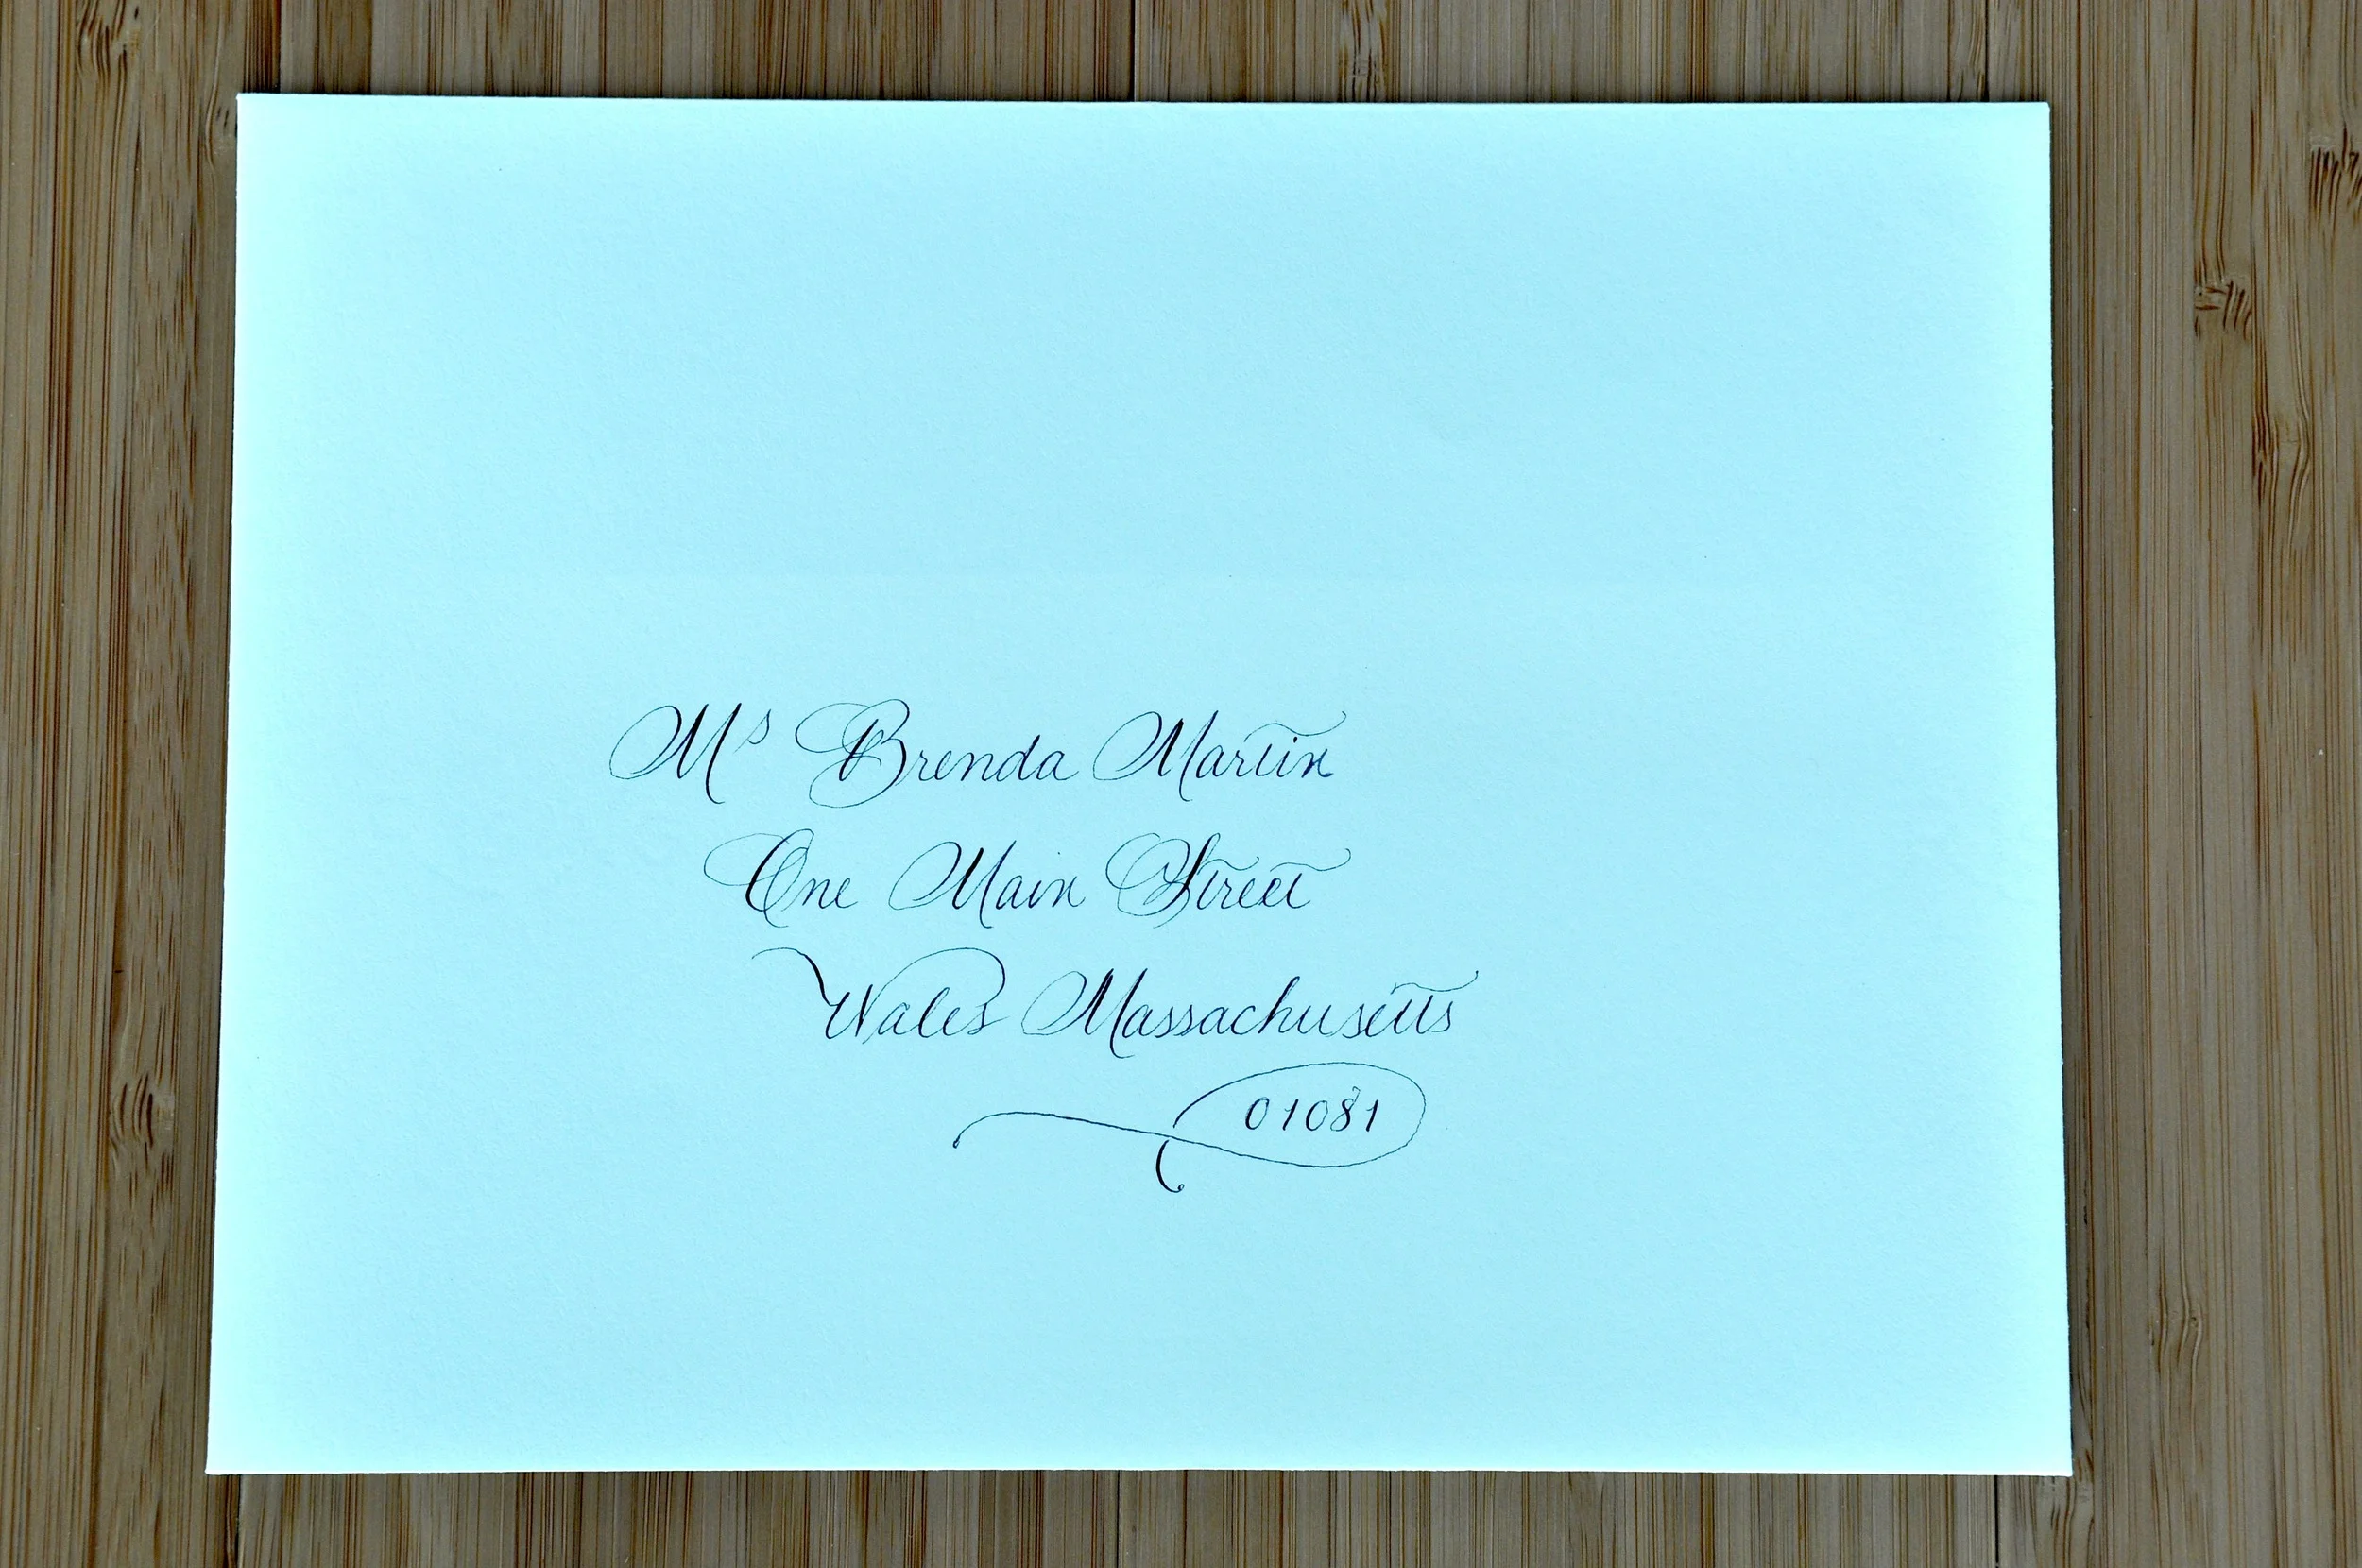 Ms Brenda Martin
One Main Street
Wales Massachusetts
01081